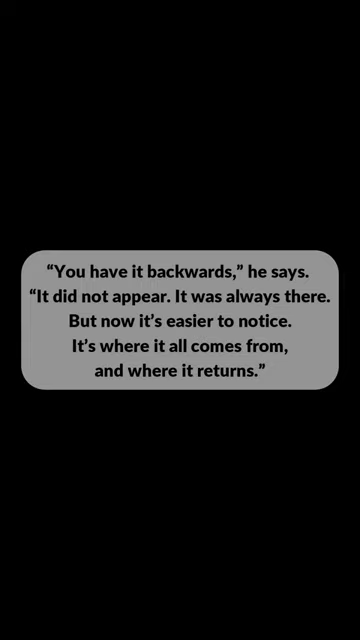 “You have it backwards,” he says.
“It did not appear. It was always there.
But now it’s easier to notice.
It’s where it all comes from,
and where it returns.”